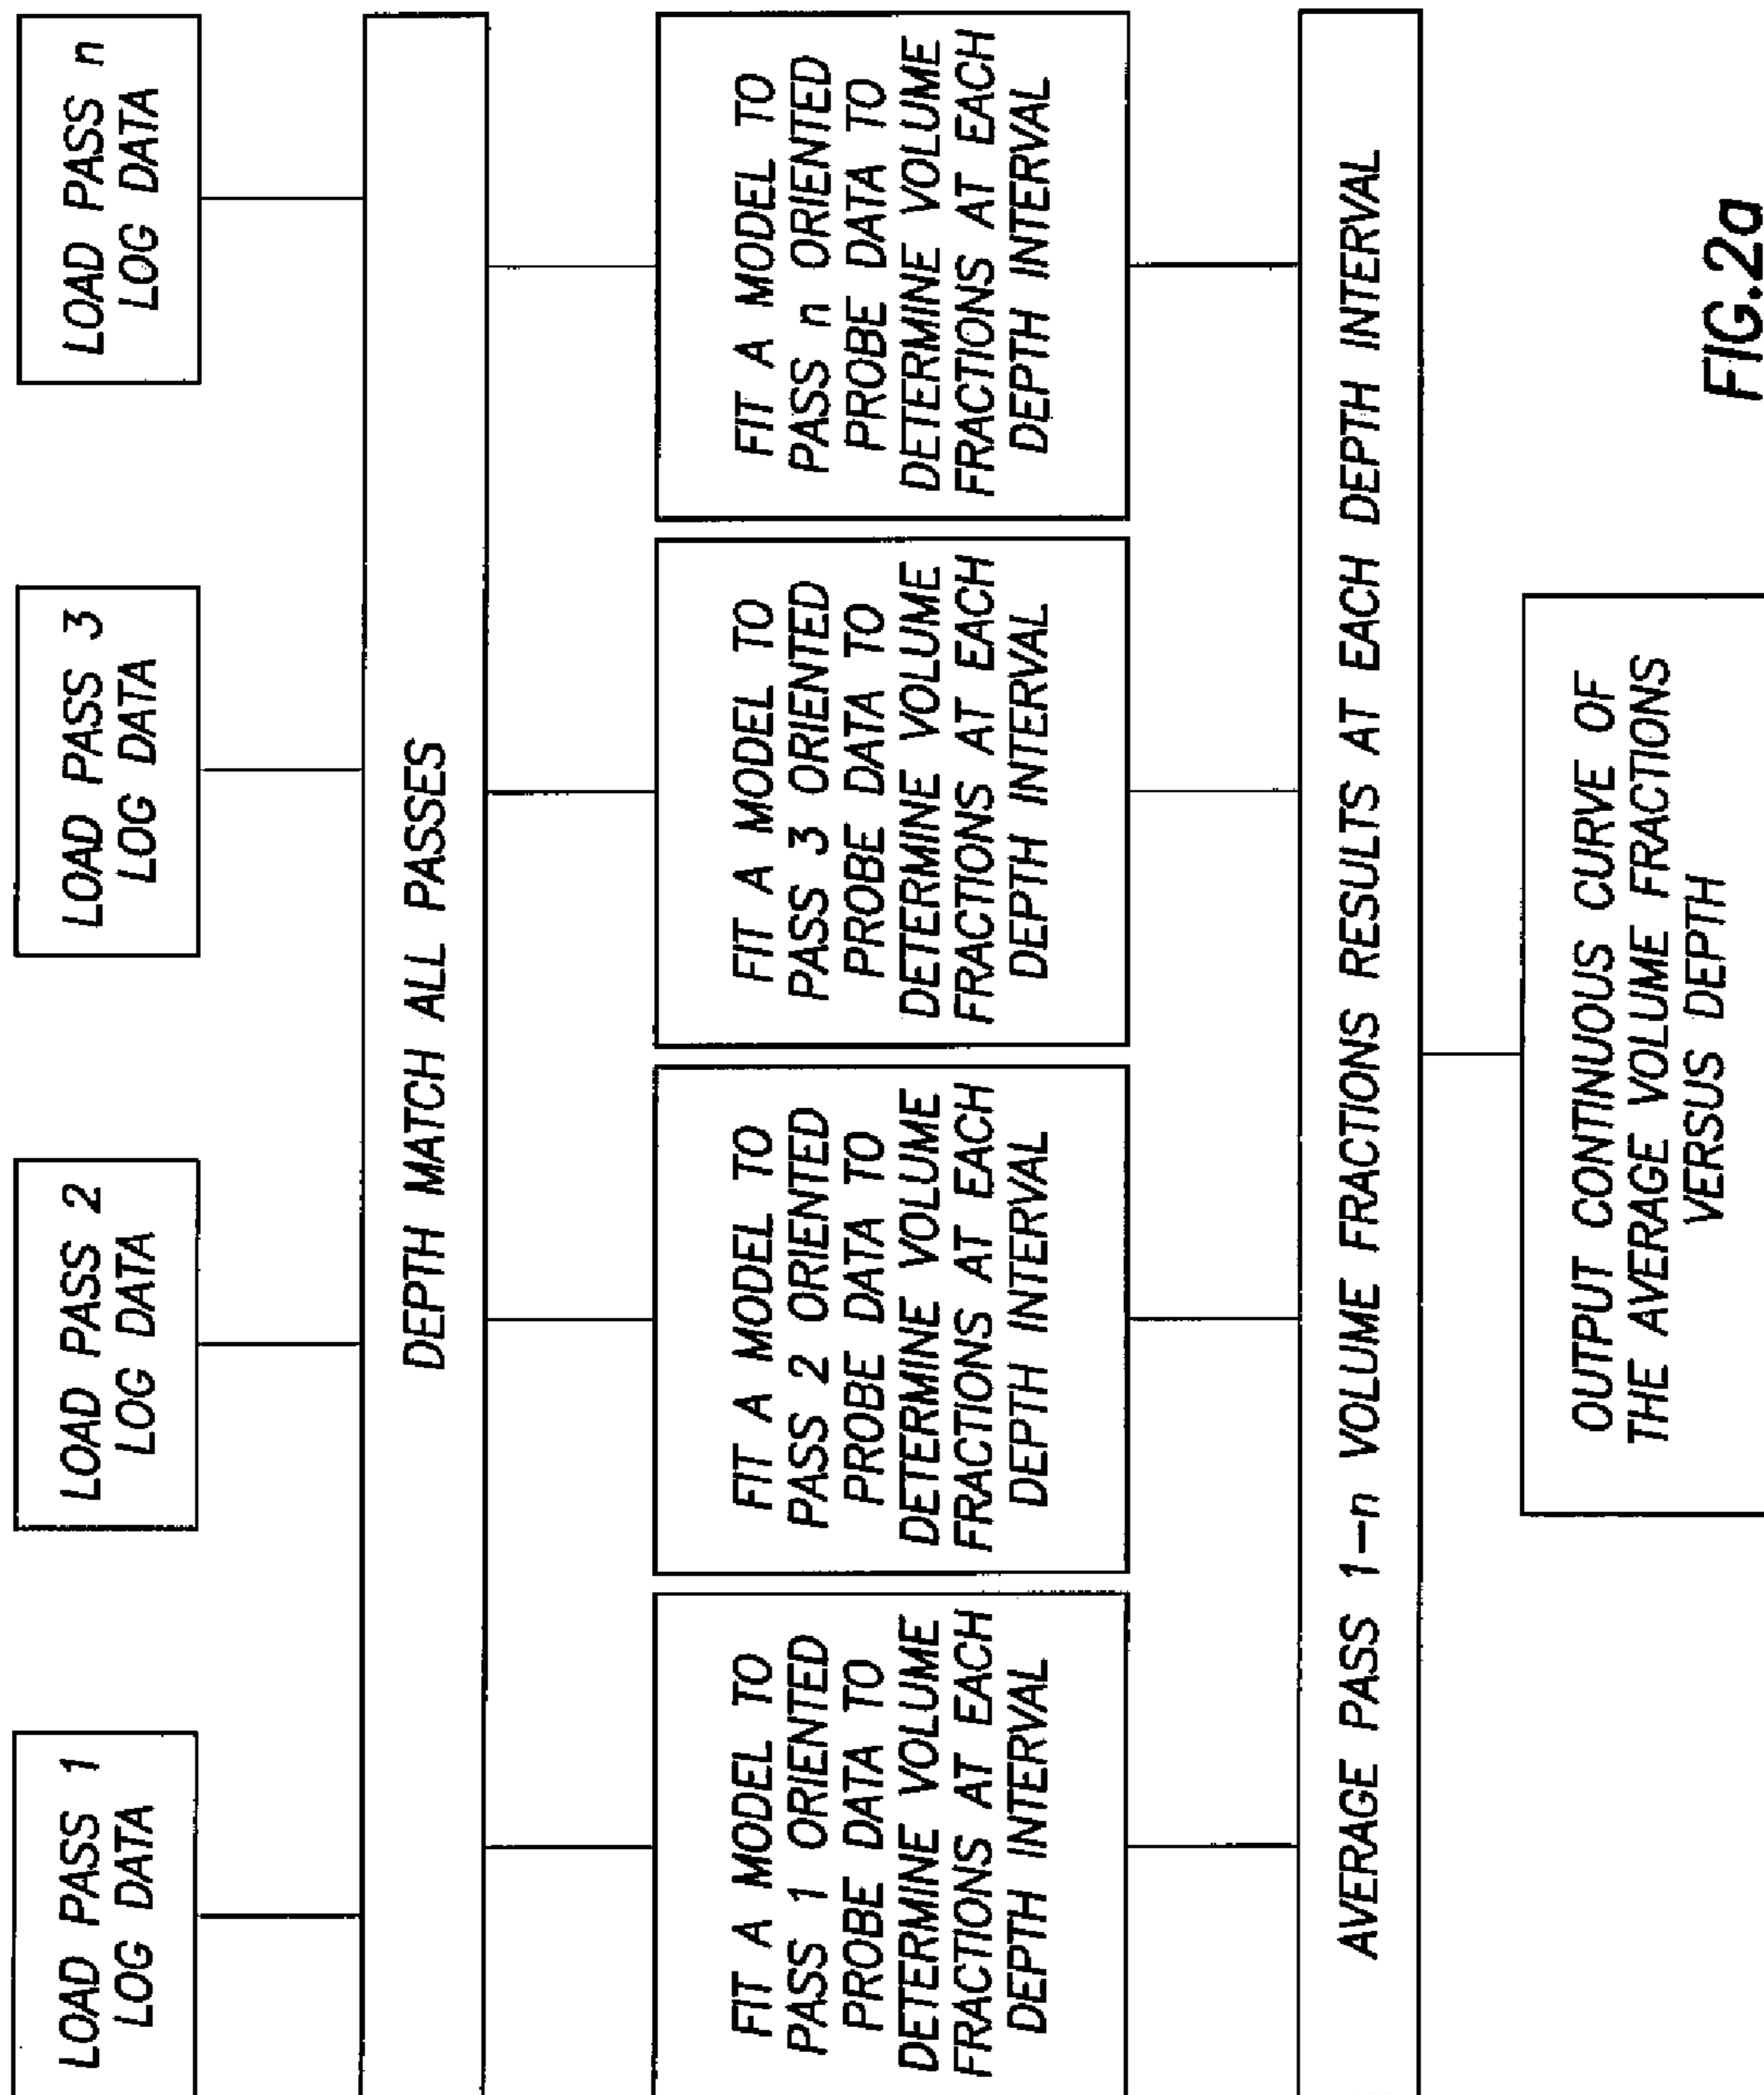 LOAD PASS 1
LOG DATA
LOAD PASS 2
LOG DATA
LOAD PASS 3
LOG DATA
LOAD PASS n
LOG DATA
DEPTH MATCH ALL PASSES
FIT A MODEL TO
PASS 1 ORIENTED
PROBE DATA TO
DETERMINE VOLUME
FRACTIONS AT EACH
DEPTH INTERVAL
FIT A MODEL TO
PASS 2 ORIENTED
PROBE DATA TO
DETERMINE VOLUME
FRACTIONS AT EACH
DEPTH INTERVAL
FIT A MODEL TO
PASS 3 ORIENTED
PROBE DATA TO
DETERMINE VOLUME
FRACTIONS AT EACH
DEPTH INTERVAL
FIT A MODEL TO
PASS n ORIENTED
PROBE DATA TO
DETERMINE VOLUME
FRACTIONS AT EACH
DEPTH INTERVAL
AVERAGE PASS 1-n VOLUME FRACTIONS RESULTS AT EACH DEPTH INTERVAL
OUTPUT CONTINUOUS CURVE OF
THE AVERAGE VOLUME FRACTIONS
VERSUS DEPTH
FIG.2a